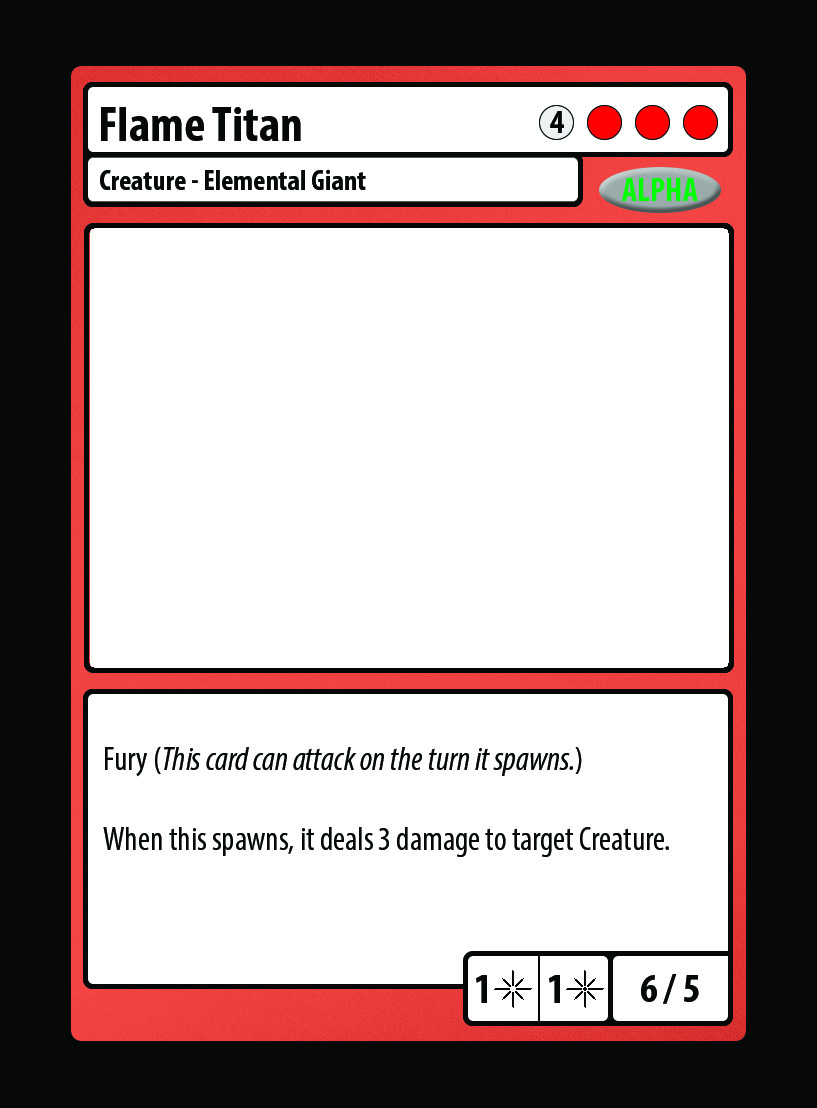 Flame Titan 4
Creature - Elemental Giant
ALPHA
Fury (This card can attack on the turn it spawns.)
When this spawns, it deals 3 damage to target Creature.
1 1 6 / 5